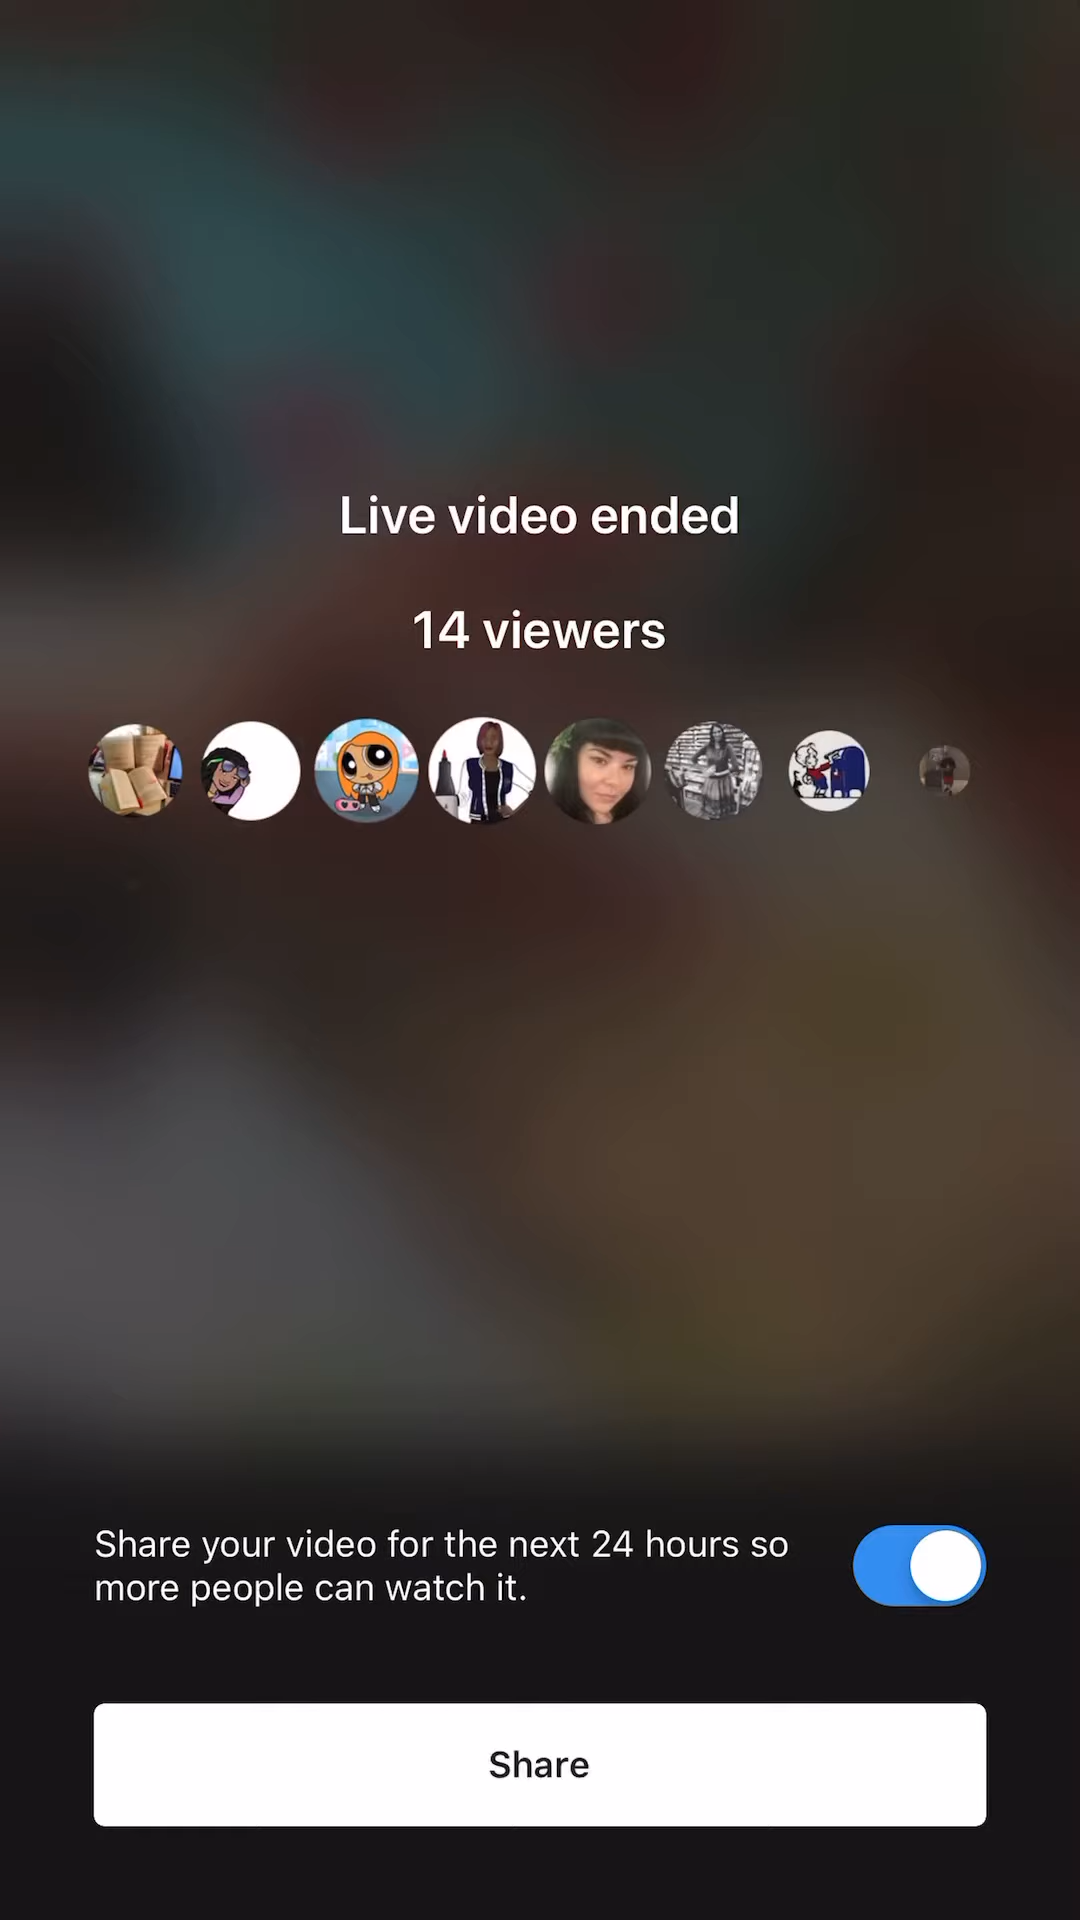 Live video ended
14 viewers
Share your video for the next 24 hours so
more people can watch it.
Share